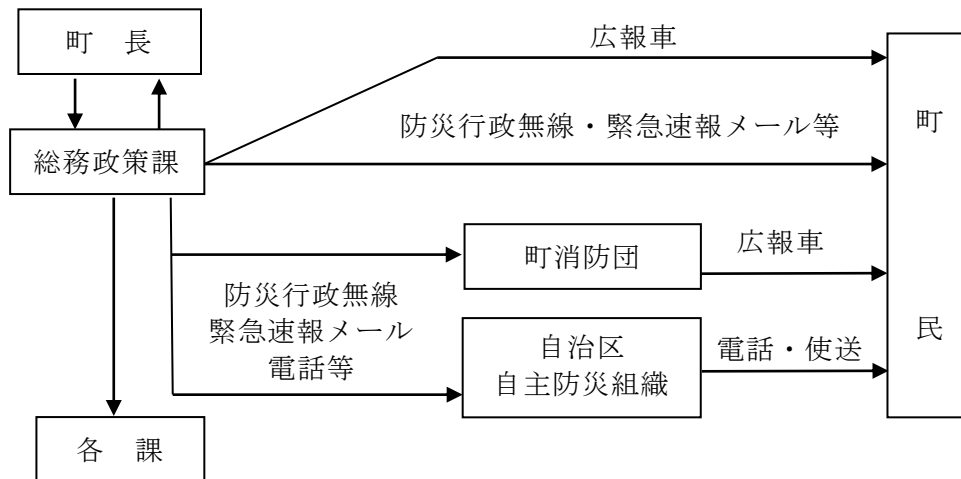 町　長
広報車
防災行政無線・緊急速報メール等
町
民
総務政策課
町消防団
広報車
防災行政無線
緊急速報メール
電話等
自治区
自主防災組織
電話・使送
各　課